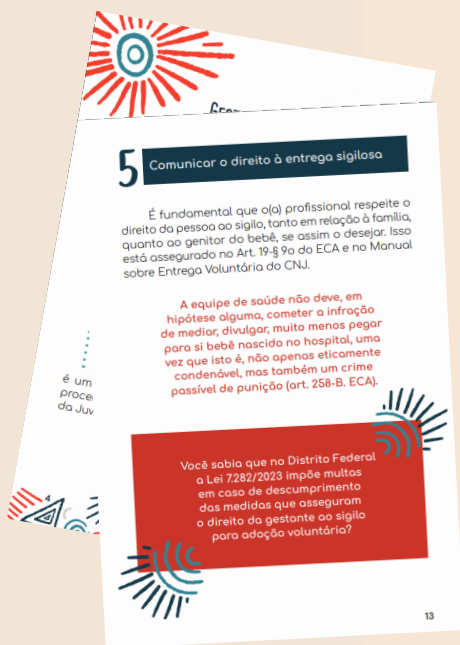 5 Comunicar o direito à entrega sigilosa
É fundamental que o(a) profissional respeite o
direito da pessoa ao sigilo, tanto em relação à família,
quanto ao genitor do bebê, se assim o desejar. Isso
está assegurado no Art. 19-§ 9o do ECA e no Manual
sobre Entrega Voluntária do CNJ.
A equipe de saúde não deve, em
hipótese alguma, cometer a infração
de mediar, divulgar, muito menos pegar
para si bebê nascido no hospital, uma
vez que isto é, não apenas eticamente
condenável, mas também um crime
passível de punição (art. 258-B. ECA).
Você sabia que no Distrito Federal
a Lei 7.282/2023 impõe multas
em caso de descumprimento
das medidas que asseguram
o direito da gestante ao sigilo
para adoção voluntária?
13
é um
proce
da Juv
4